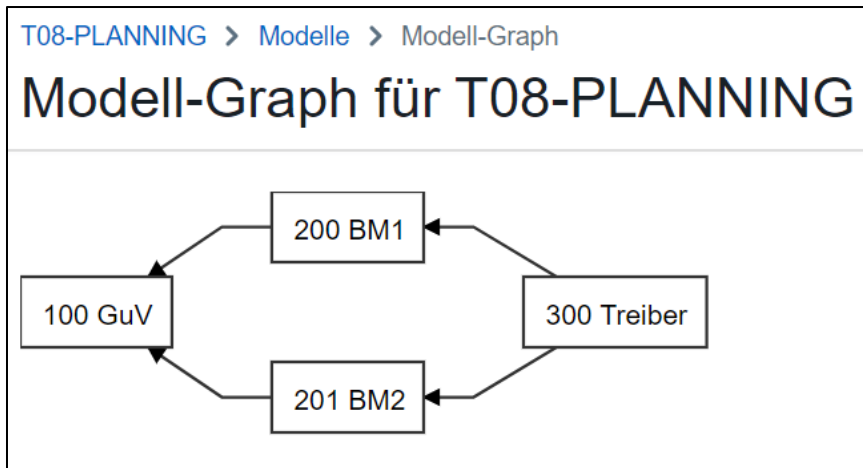 T08-PLANNING > Modelle > Modell-Graph
Modell-Graph für T08-PLANNING
200 BM1
100 GuV
300 Treiber
201 BM2